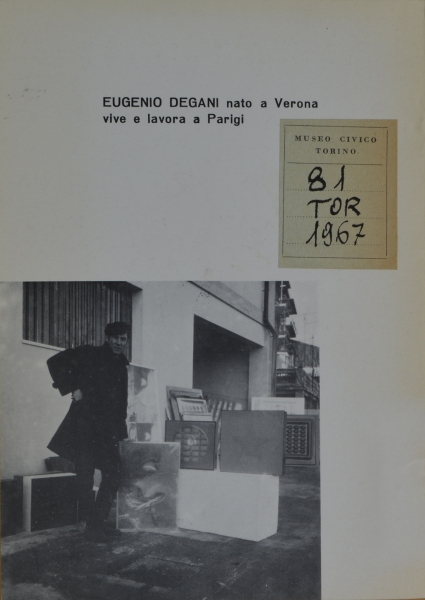 EUGENIO DEGANI nato a Verona
vive e lavora a Parigi
MUSEO CIVICO
TORINO
81
TOR
1967